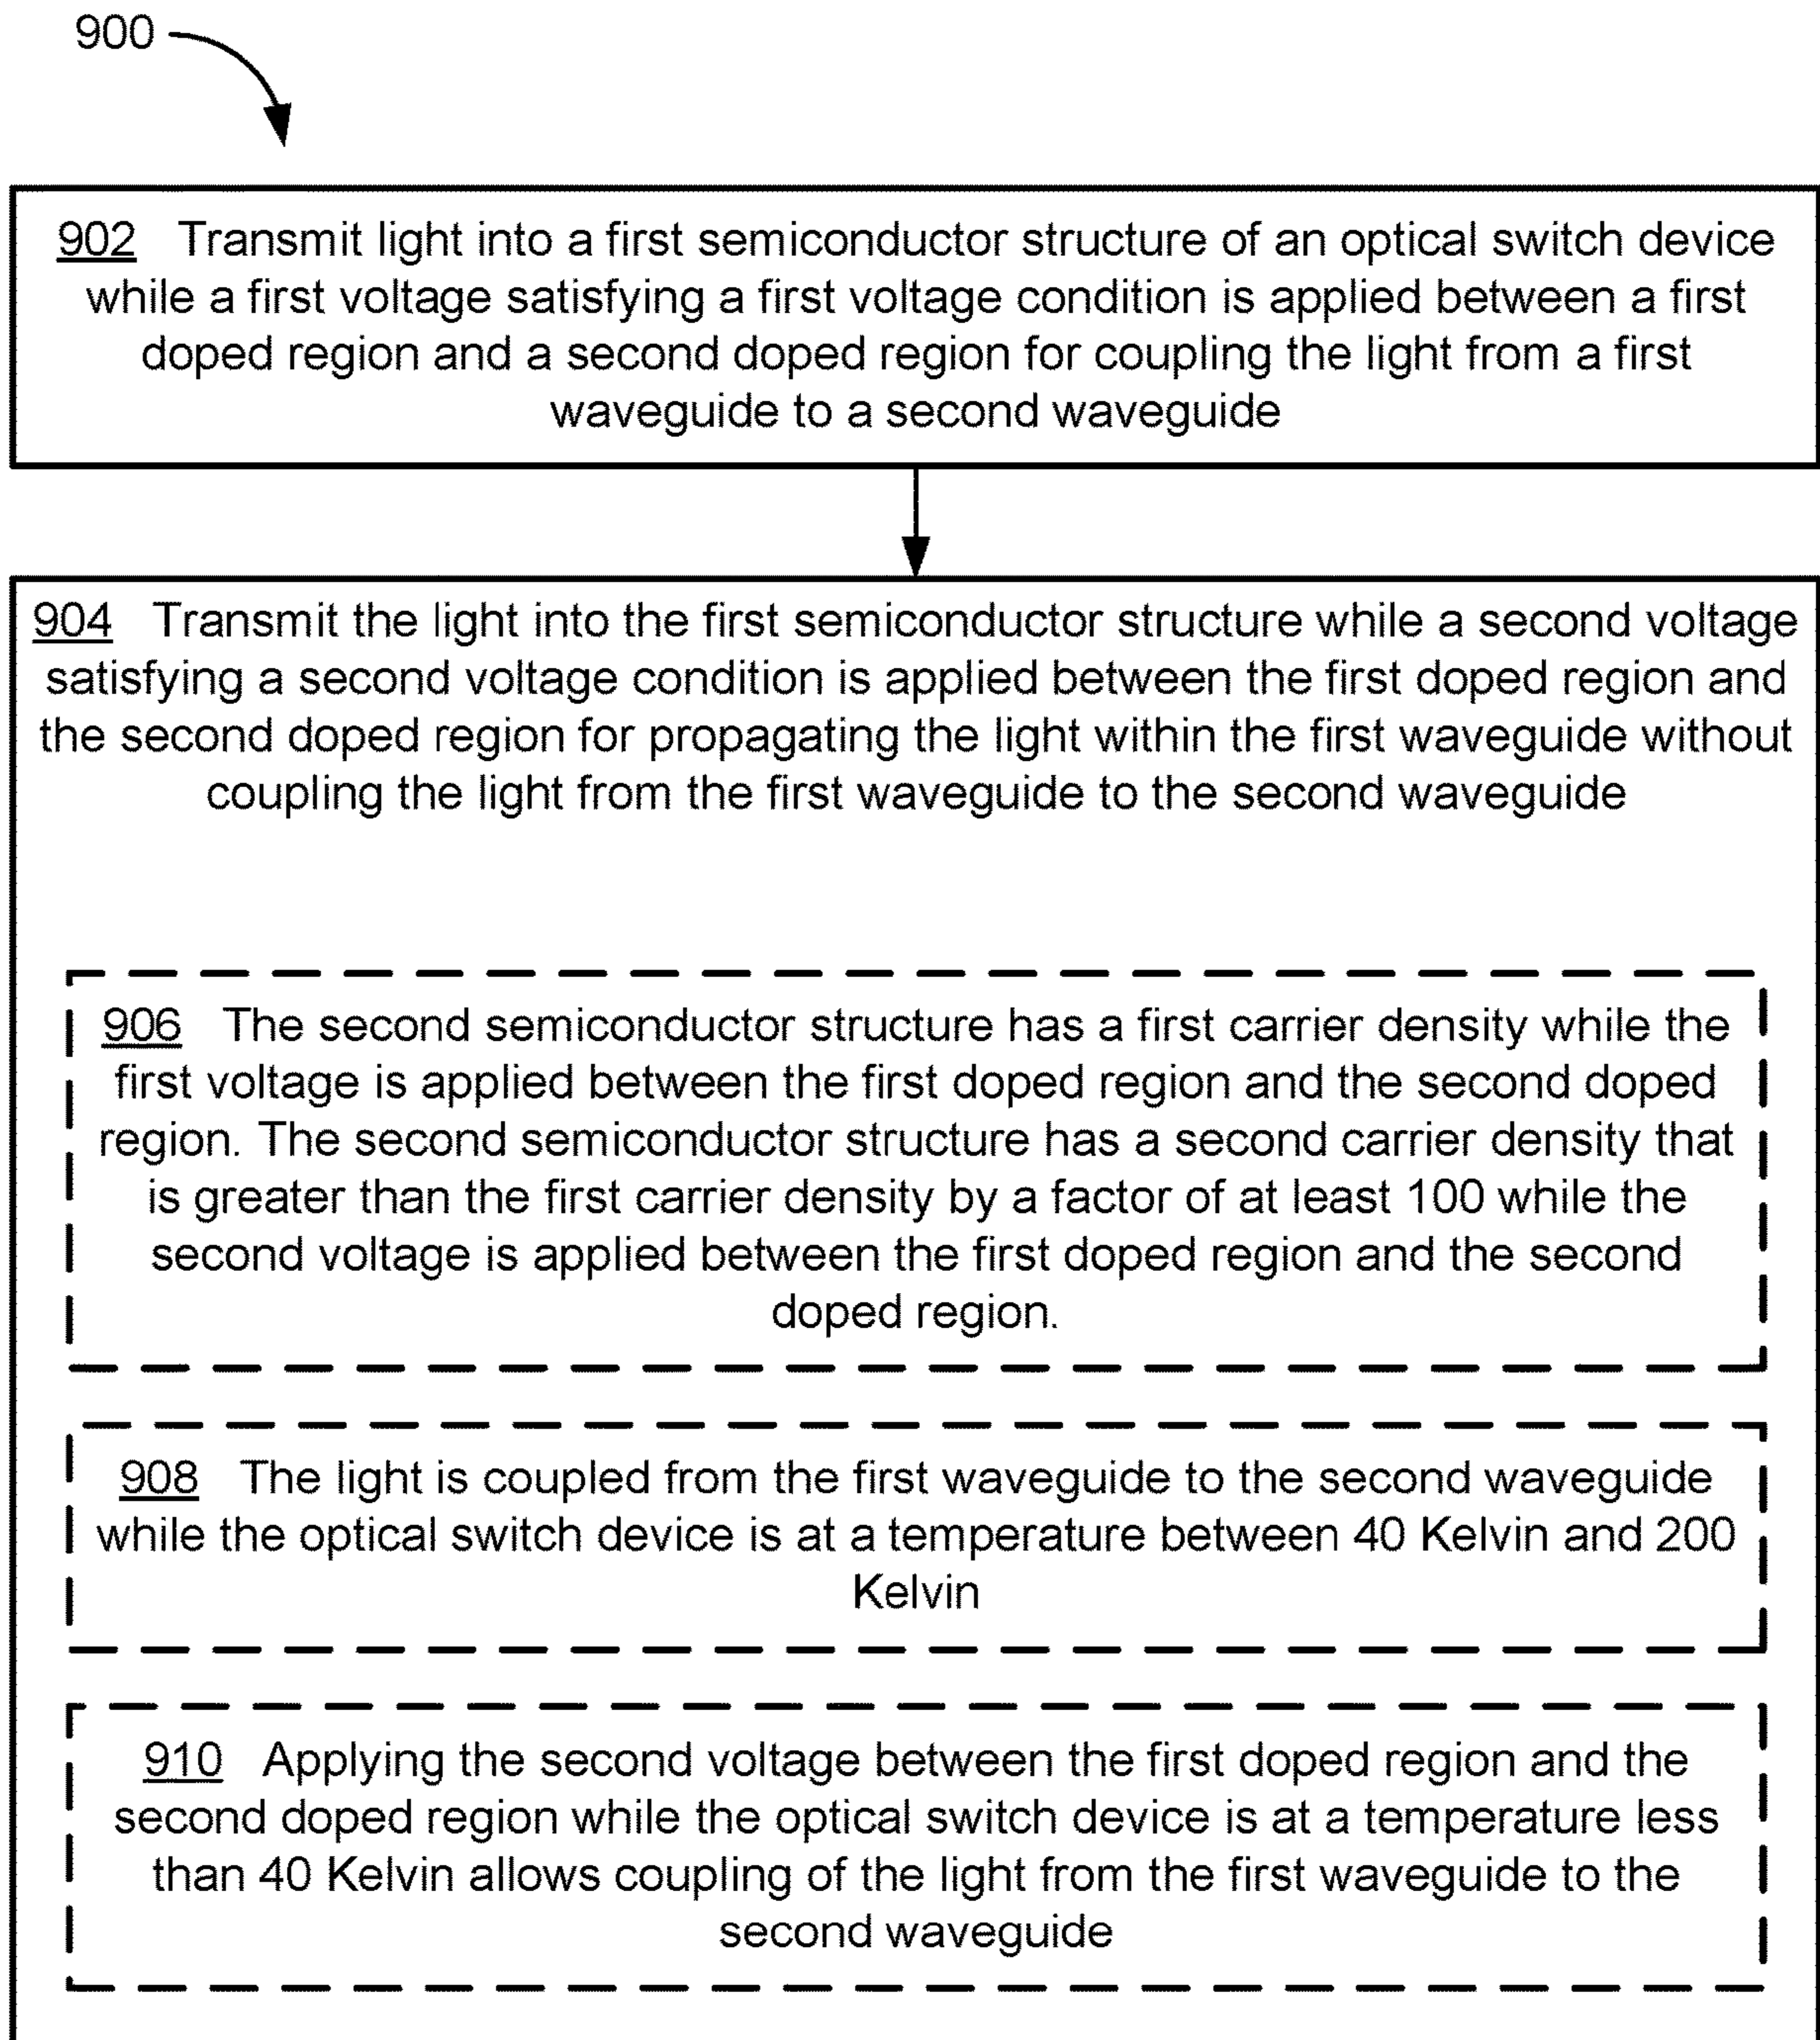 900
902 Transmit light into a first semiconductor structure of an optical switch device
while a first voltage satisfying a first voltage condition is applied between a first
doped region and a second doped region for coupling the light from a first
waveguide to a second waveguide
904 Transmit the light into the first semiconductor structure while a second voltage
satisfying a second voltage condition is applied between the first doped region and
the second doped region for propagating the light within the first waveguide without
coupling the light from the first waveguide to the second waveguide
906 The second semiconductor structure has a first carrier density while the
first voltage is applied between the first doped region and the second doped
region. The second semiconductor structure has a second carrier density that
is greater than the first carrier density by a factor of at least 100 while the
second voltage is applied between the first doped region and the second
doped region.
908 The light is coupled from the first waveguide to the second waveguide
while the optical switch device is at a temperature between 40 Kelvin and 200
Kelvin
910 Applying the second voltage between the first doped region and the
second doped region while the optical switch device is at a temperature less
than 40 Kelvin allows coupling of the light from the first waveguide to the
second waveguide